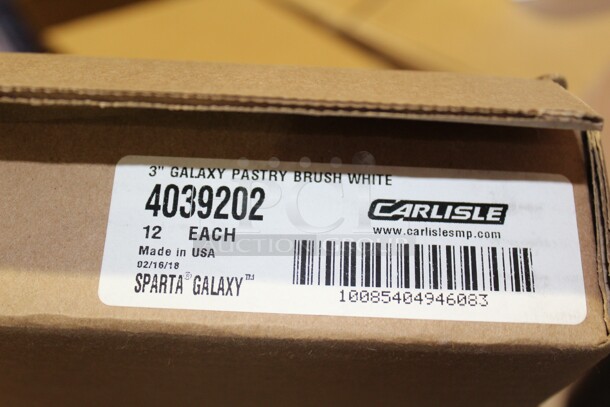 3" GALAXY PASTRY BRUSH WHITE
4039202
12 EACH
Made in USA
02/16/18
SPARTA® GALAXY™
CARLISLE
www.carlislesmp.com
10085404946083